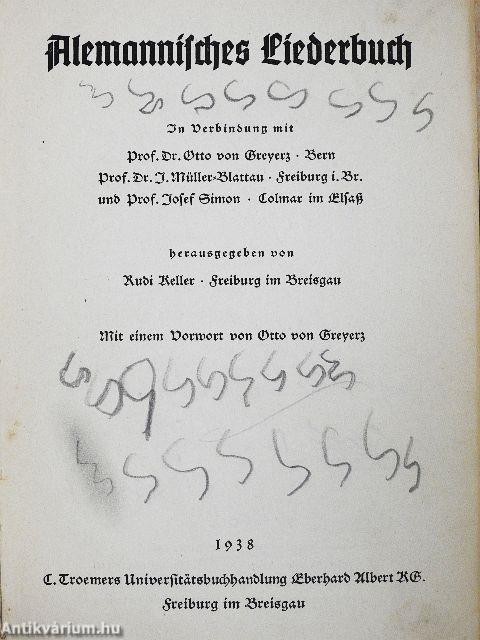 Alemannisches Liederbuch
In Verbindung mit
Prof. Dr. Otto von Greyerz · Bern
Prof. Dr. J. Müller-Blattau · Freiburg i. Br.
und Prof. Josef Simon · Colmar im Elsaß
herausgegeben von
Rudi Keller · Freiburg im Breisgau
Mit einem Vorwort von Otto von Greyerz
1938
C. Troemers Universitätsbuchhandlung Eberhard Albert KG.
Freiburg im Breisgau
Antikvárium.hu